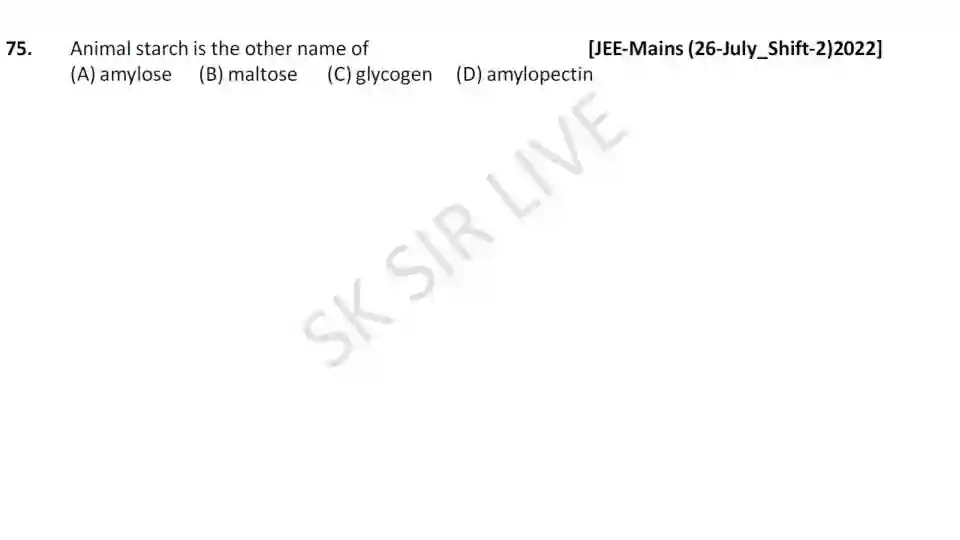 75. Animal starch is the other name of [JEE-Mains (26-July_Shift-2)2022]
(A) amylose (B) maltose (C) glycogen (D) amylopectin
SK SIR LIVE